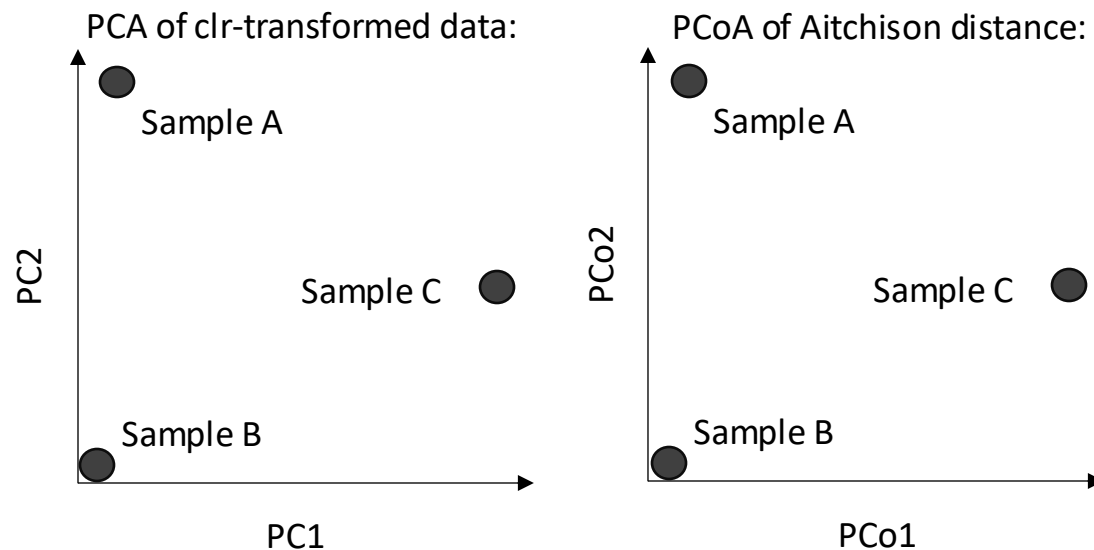 PCA of clr-transformed data:
Sample A
Sample C
Sample B
PC2
PC1
PCoA of Aitchison distance:
Sample A
Sample C
Sample B
PCo2
PCo1